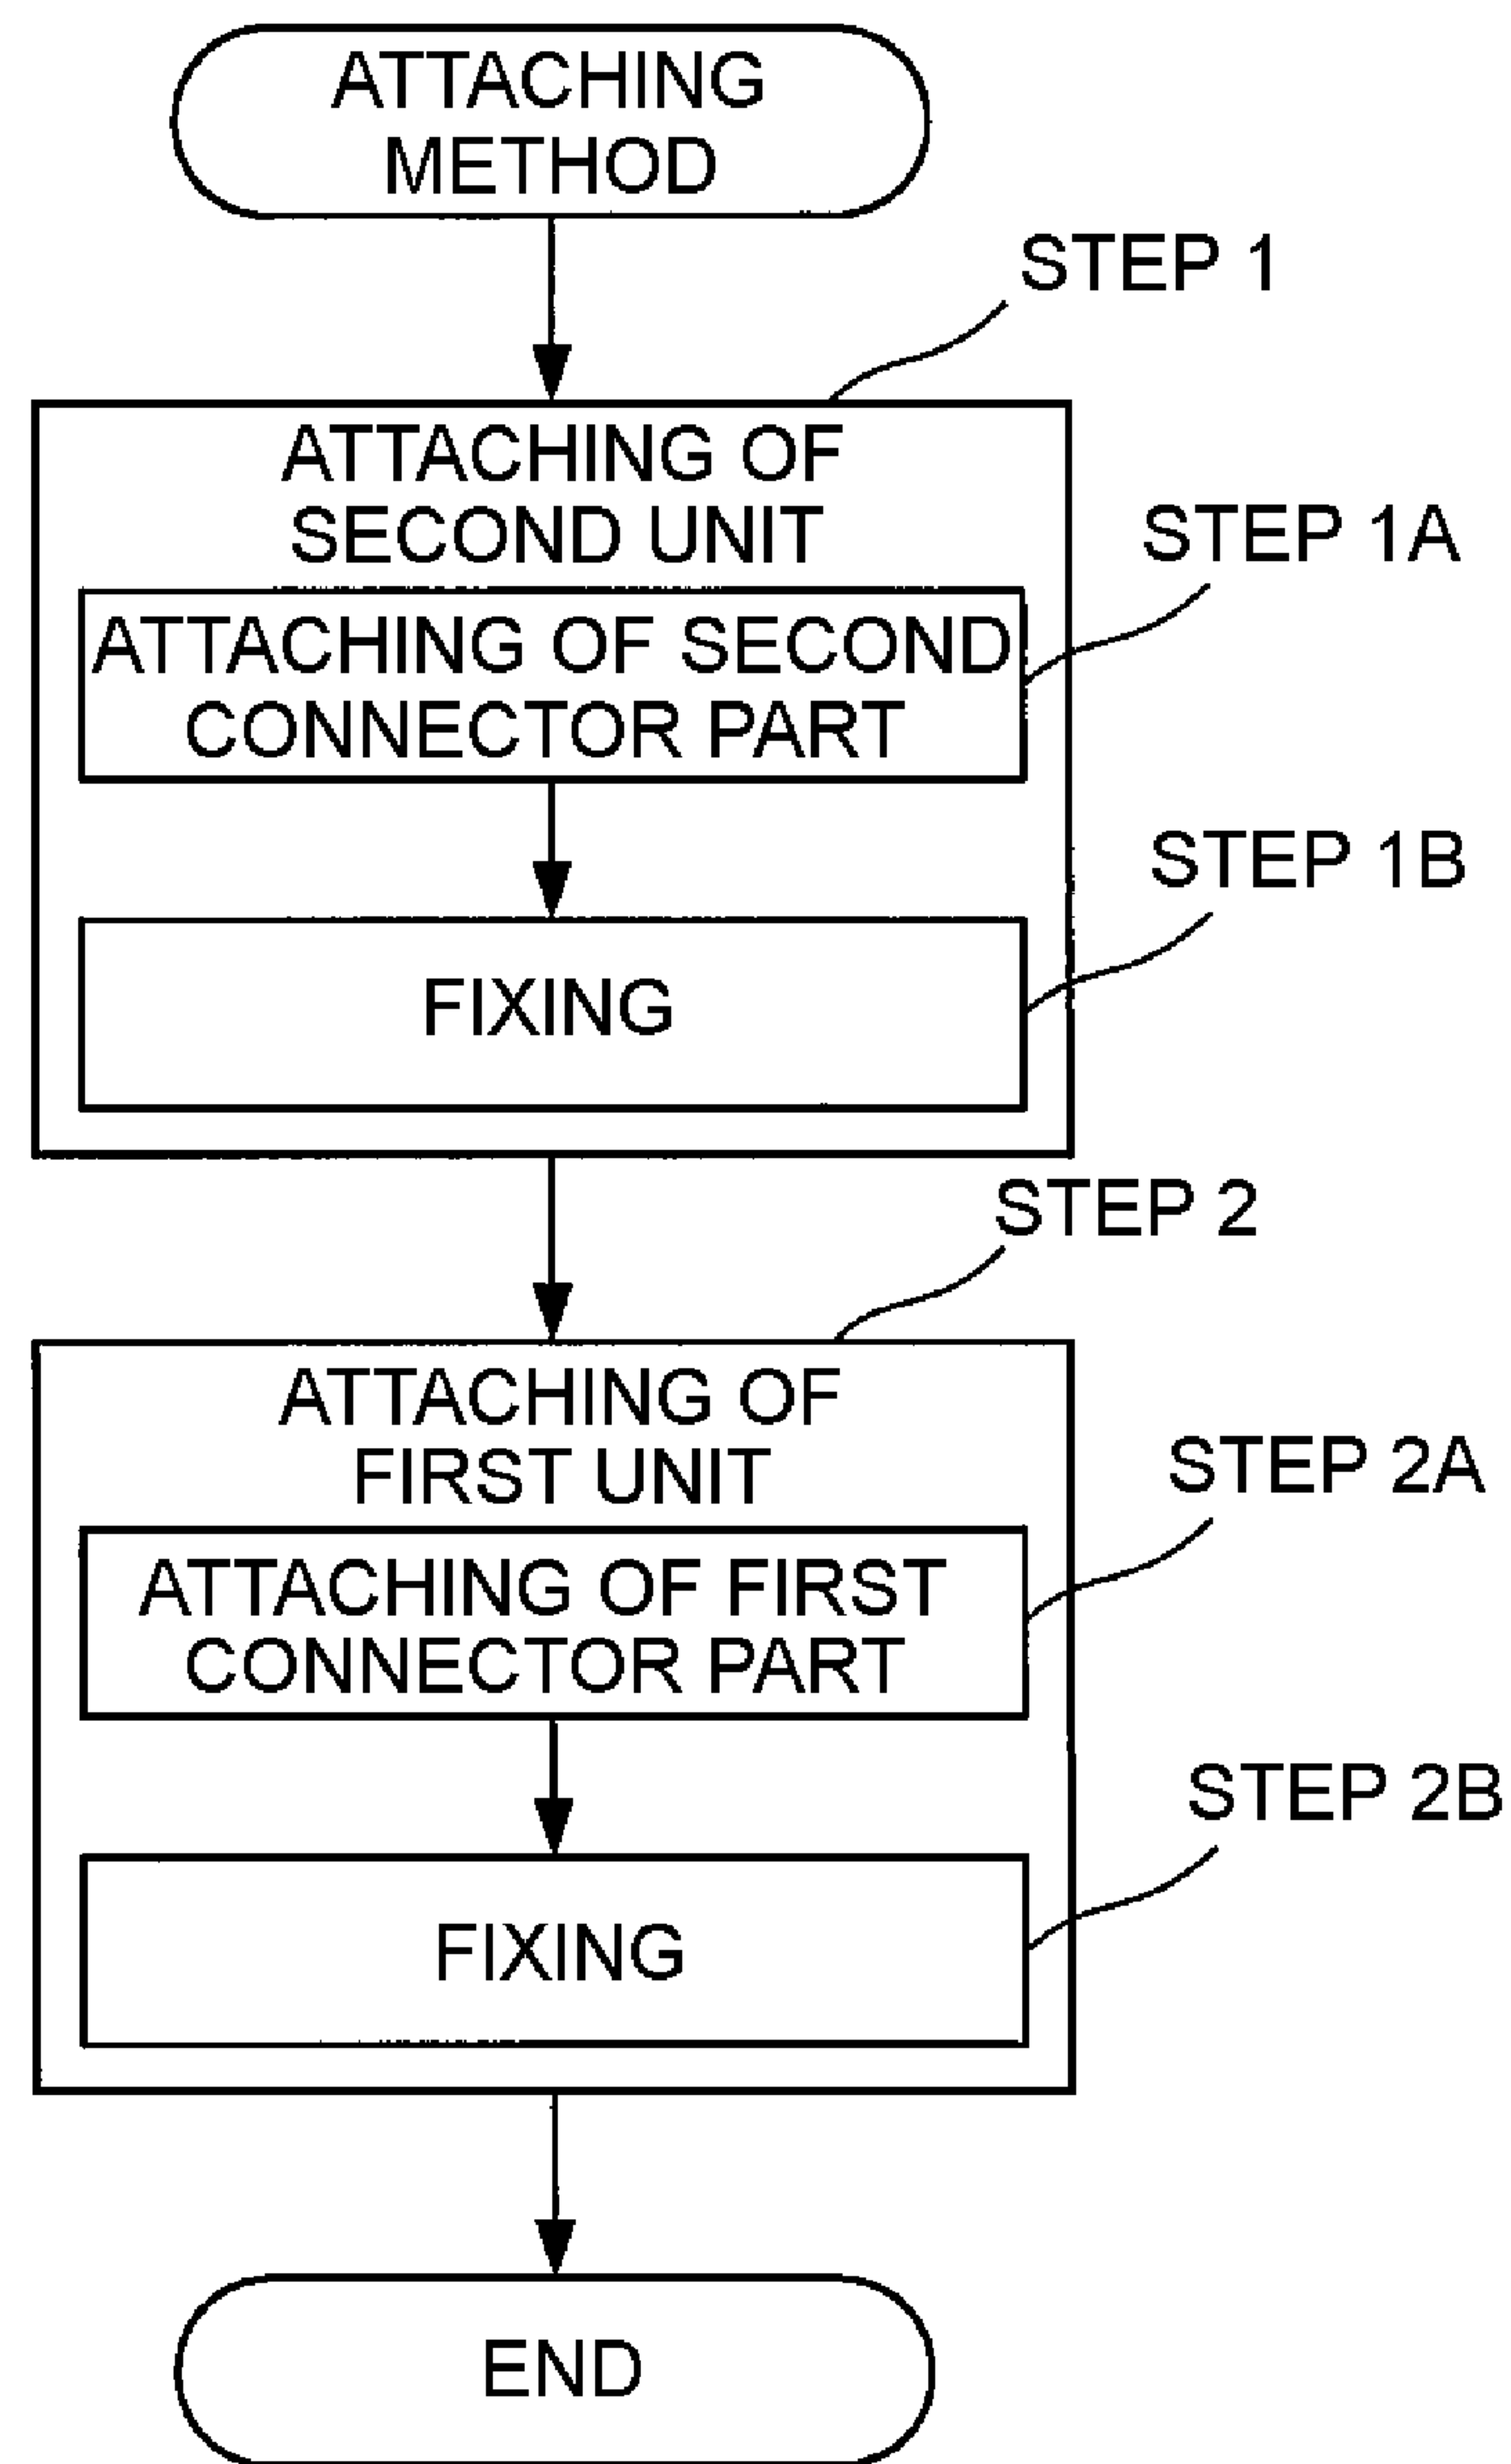 ATTACHING
METHOD
STEP 1
ATTACHING OF
SECOND UNIT
STEP 1A
ATTACHING OF SECOND
CONNECTOR PART
STEP 1B
FIXING
STEP 2
ATTACHING OF
FIRST UNIT
STEP 2A
ATTACHING OF FIRST
CONNECTOR PART
STEP 2B
FIXING
END